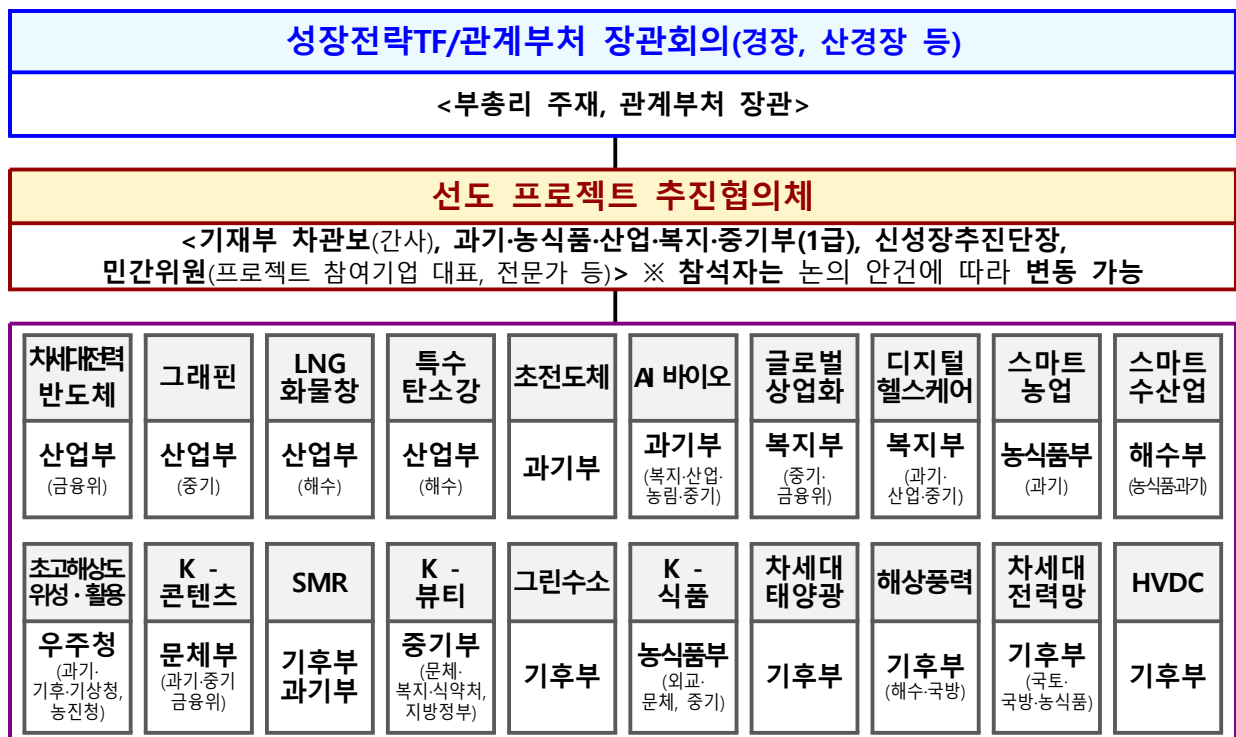 성장전략TF/관계부처 장관회의(경장, 산경장 등)
<부총리 주재, 관계부처 장관>
선도 프로젝트 추진협의체
<기재부 차관보(간사), 과기·농식품·산업·복지·중기부(1급), 신성장추진단장,
민간위원(프로젝트 참여기업 대표, 전문가 등)> ※ 참석자는 논의 안건에 따라 변동 가능
차세대전력
반도체
그래핀
LNG
화물창
특수
탄소강
초전도체
AI 바이오
글로벌
상업화
디지털
헬스케어
스마트
농업
스마트
수산업
산업부
(금융위)
산업부
(중기)
산업부
(해수)
산업부
(해수)
과기부
과기부
(복지·산업·
농림·중기)
복지부
(중기·
금융위)
복지부
(과기·
산업·중기)
농식품부
(과기)
해수부
(농식품과기)
초고해상도
위성·활용
K -
콘텐츠
SMR
K -
뷰티
그린수소
K -
식품
차세대
태양광
해상풍력
차세대
전력망
HVDC
우주청
(과기·
기후·기상청,
농진청)
문체부
(과기·중기
금융위)
기후부
과기부
중기부
(문체·
복지·식약처,
지방정부)
기후부
농식품부
(외교·
문체, 중기)
기후부
기후부
(해수·국방)
기후부
(국토·
국방·농식품)
기후부